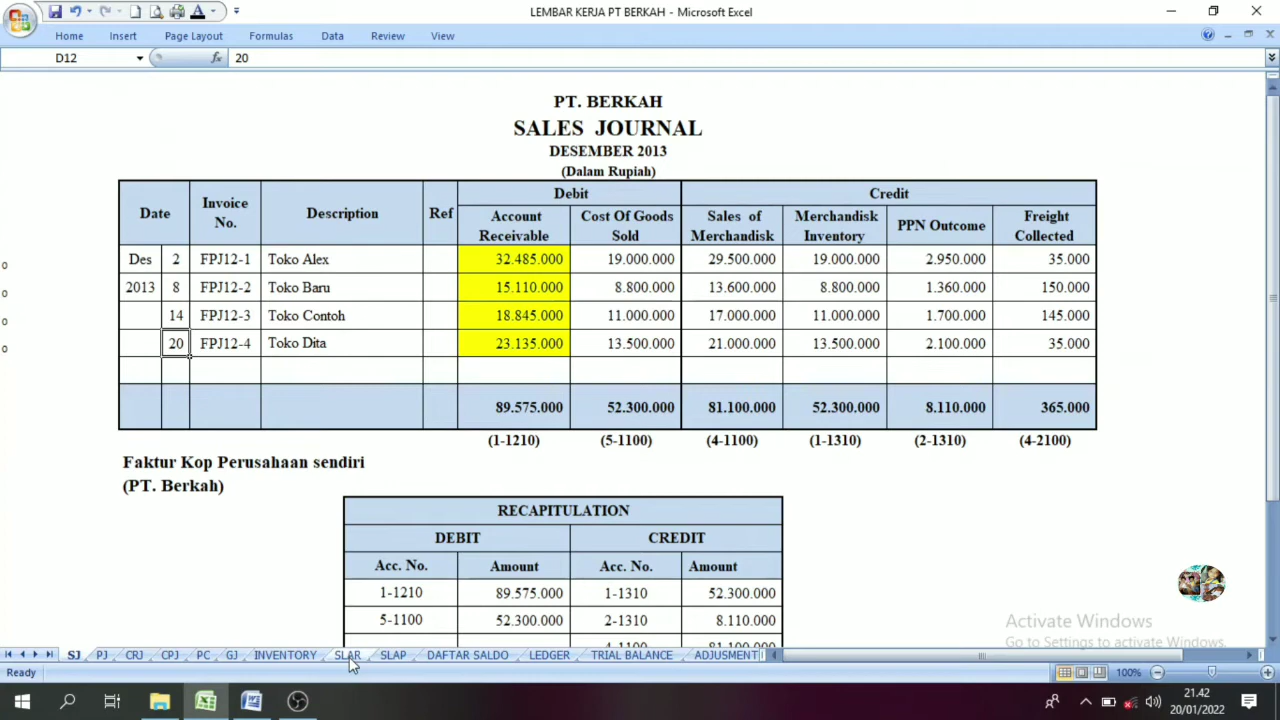 LEMBAR KERJA PT BERKAH - Microsoft Excel
Home Insert Page Layout Formulas Data Review View
D12 fx 20
PT. BERKAH
SALES JOURNAL
DESEMBER 2013
(Dalam Rupiah)
Date Invoice No. Description Ref Debit Credit
Account Receivable Cost Of Goods Sold Sales of Merchandisk Merchandisk Inventory PPN Outcome Freight Collected
o Des 2 FPJ12-1 Toko Alex 32.485.000 19.000.000 29.500.000 19.000.000 2.950.000 35.000
o 2013 8 FPJ12-2 Toko Baru 15.110.000 8.800.000 13.600.000 8.800.000 1.360.000 150.000
o 14 FPJ12-3 Toko Contoh 18.845.000 11.000.000 17.000.000 11.000.000 1.700.000 145.000
o 20 FPJ12-4 Toko Dita 23.135.000 13.500.000 21.000.000 13.500.000 2.100.000 35.000
89.575.000 52.300.000 81.100.000 52.300.000 8.110.000 365.000
(1-1210) (5-1100) (4-1100) (1-1310) (2-1310) (4-2100)
Faktur Kop Perusahaan sendiri
(PT. Berkah)
RECAPITULATION
DEBIT CREDIT
Acc. No. Amount Acc. No. Amount
1-1210 89.575.000 1-1310 52.300.000
5-1100 52.300.000 2-1310 8.110.000
4-1100 81.100.000
Activate Windows
Go to Settings to activate Windows.
SJ PJ CRJ CPJ PC GJ INVENTORY SLAR SLAP DAFTAR SALDO LEDGER TRIAL BALANCE ADJUSMENT
Ready 100%
21.42
20/01/2022